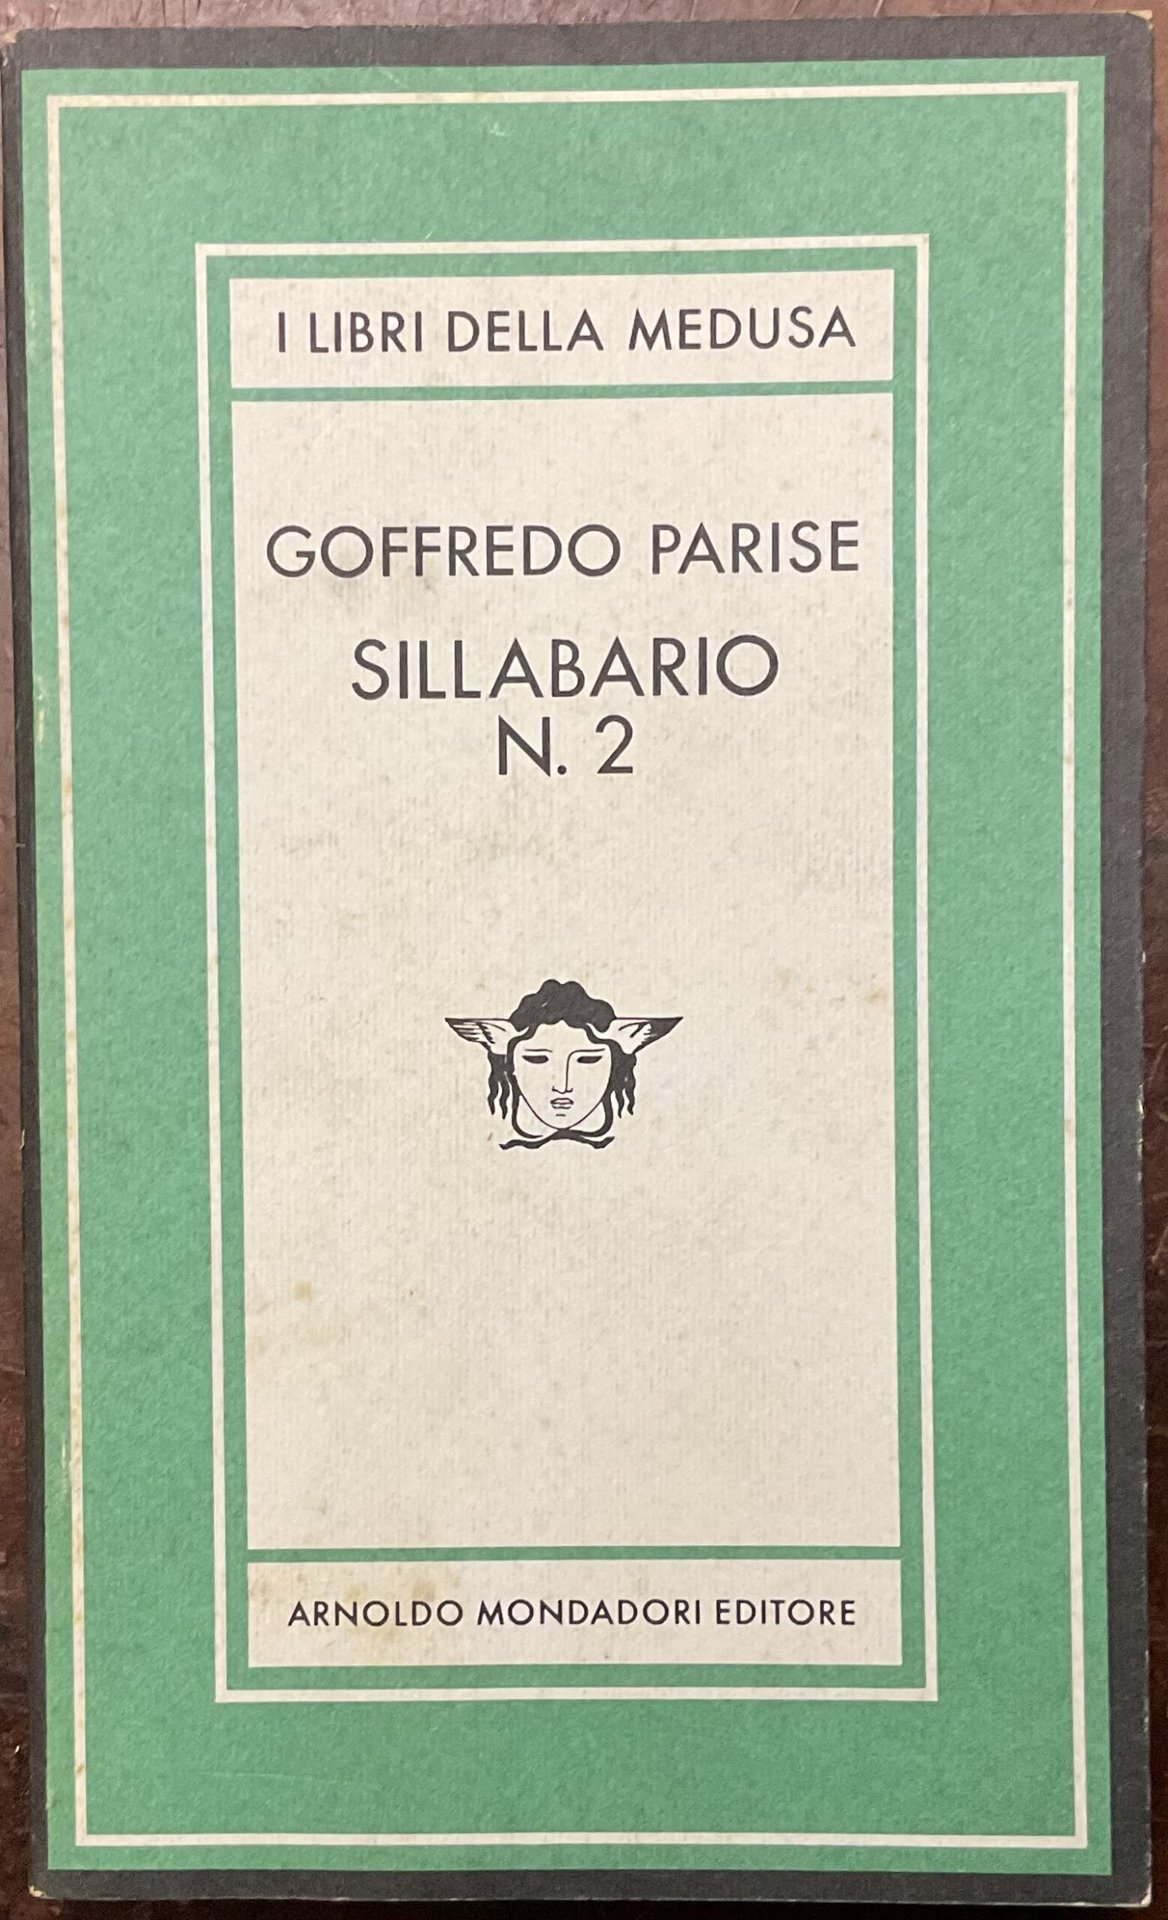 I LIBRI DELLA MEDUSA
GOFFREDO PARISE
SILLABARIO
N. 2
ARNOLDO MONDADORI EDITORE